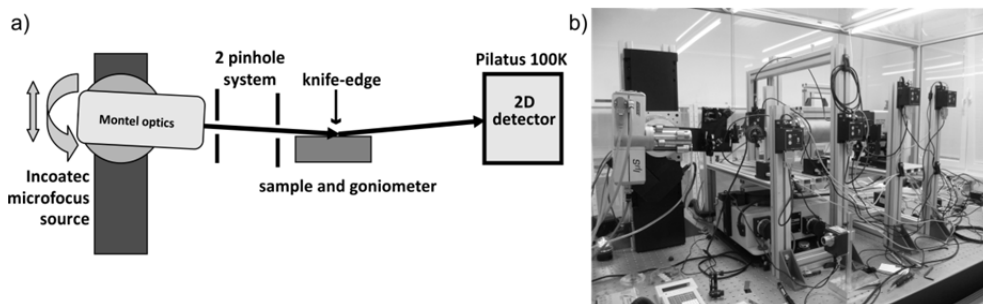 a)
2 pinhole
system
knife-edge
Pilatus 100K
Montel optics
2D
detector
sample and goniometer
Incoatec
microfocus
source
b)